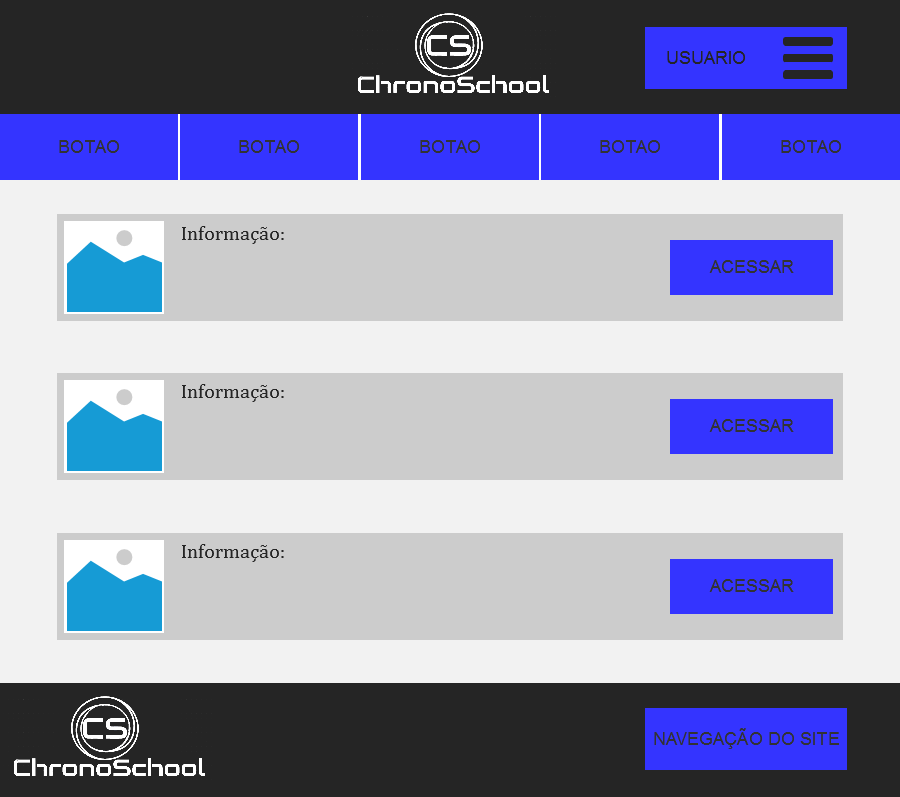 CS
ChronoSchool
USUARIO
BOTAO BOTAO BOTAO BOTAO BOTAO
Informação:
ACESSAR
Informação:
ACESSAR
Informação:
ACESSAR
CS
ChronoSchool
NAVEGAÇÃO DO SITE